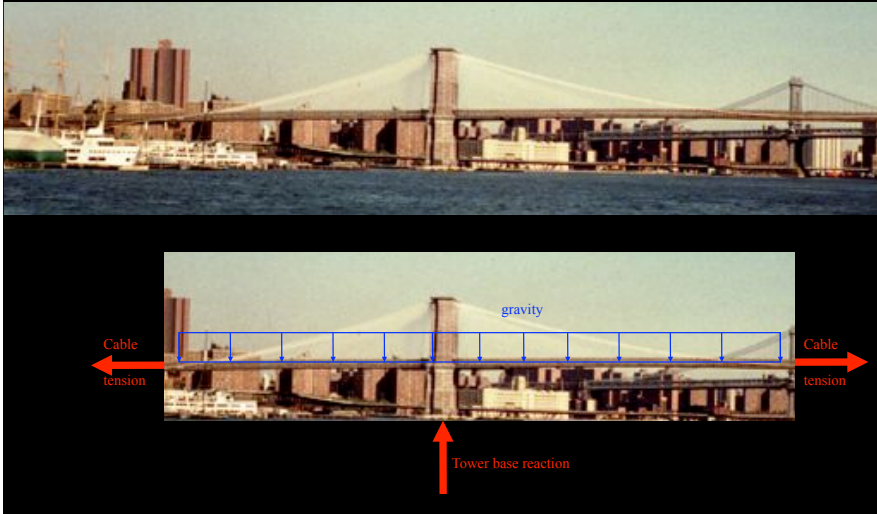 gravity
Cable
tension
Cable
tension
Tower base reaction